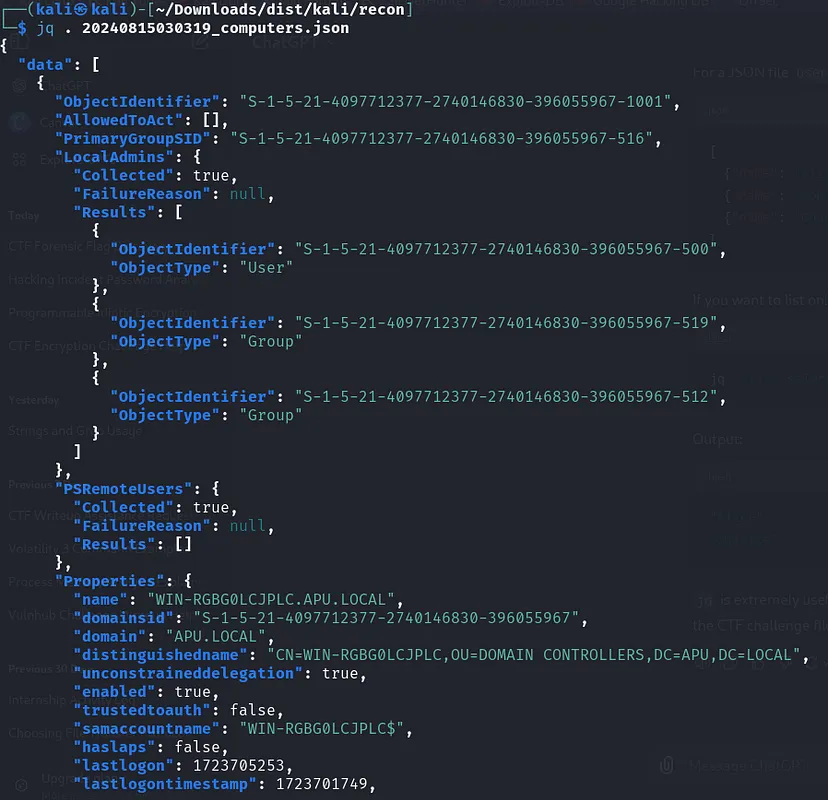 (kali㉿kali)-[~/Downloads/dist/kali/recon]
$ jq . 20240815030319_computers.json
{
"data": [
{
"ObjectIdentifier": "S-1-5-21-4097712377-2740146830-396055967-1001",
"AllowedToAct": [],
"PrimaryGroupSID": "S-1-5-21-4097712377-2740146830-396055967-516",
"LocalAdmins": {
"Collected": true,
"FailureReason": null,
"Results": [
{
"ObjectIdentifier": "S-1-5-21-4097712377-2740146830-396055967-500",
"ObjectType": "User"
},
{
"ObjectIdentifier": "S-1-5-21-4097712377-2740146830-396055967-519",
"ObjectType": "Group"
},
{
"ObjectIdentifier": "S-1-5-21-4097712377-2740146830-396055967-512",
"ObjectType": "Group"
}
]
},
"PSRemoteUsers": {
"Collected": true,
"FailureReason": null,
"Results": []
},
"Properties": {
"name": "WIN-RGBG0LCJPLC.APU.LOCAL",
"domainsid": "S-1-5-21-4097712377-2740146830-396055967",
"domain": "APU.LOCAL",
"distinguishedname": "CN=WIN-RGBG0LCJPLC,OU=DOMAIN CONTROLLERS,DC=APU,DC=LOCAL",
"unconstraineddelegation": true,
"enabled": true,
"trustedtoauth": false,
"samaccountname": "WIN-RGBG0LCJPLC$",
"haslaps": false,
"lastlogon": 1723705253,
"lastlogontimestamp": 1723701749,